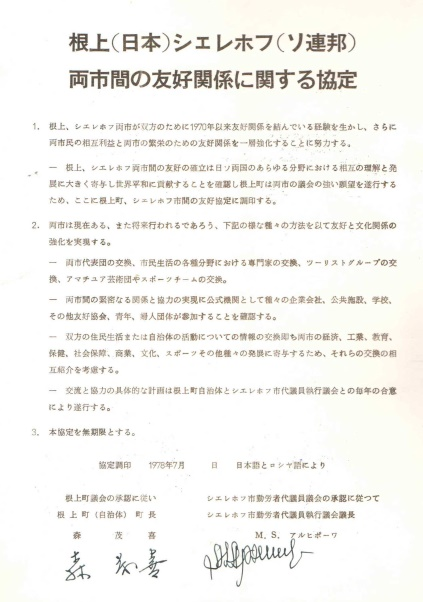 根上（日本）シェレホフ（ソ連邦）
両市間の友好関係に関する協定
1. 根上、シェレホフ両市が双方のために1970年以来友好関係を結んでいる経験を生かし、さらに
両市民の相互利益と両市の繁栄のための友好関係を一層強化することに努力する。
― 根上、シェレホフ両市間の友好の確立は日ソ両国のあらゆる分野における相互の理解と発
展に大きく寄与し世界平和に貢献することを確認し根上町は両市の議会の強い願望を遂行する
ため、ここに根上町、シェレホフ市間の友好協定に調印する。
2. 両市は現在ある、また将来行われるであろう、下記の様な種々の方法を以て友好と文化関係の
強化を実現する。
― 両市代表団の交換、市民生活の各種分野における専門家の交換、ツーリストグループの交
換、アマチュア芸術団やスポーツチームの交換。
― 両市間の緊密なる関係と協力の実現に公式機関として種々の企業会社、公共施設、学校、
その他友好協会、青年、婦人団体が参加することを確認する。
― 双方の住民生活または自治体の活動についての情報の交換即ち両市の経済、工業、教育、
保健、社会保障、商業、文化、スポーツその他種々の発展に寄与するため、それらの交換の相
互紹介を考慮する。
― 交流と協力の具体的な計画は根上町自治体とシェレホフ市代議員執行議会との毎年の合意
により遂行する。
3. 本協定を無期限とする。
協定調印 1978年7月 日 日本語とロシヤ語により
根上町議会の承認に従い シェレホフ市勤労者代議員議会の承認に従つて
根上町（自治体）町長 シェレホフ市勤労者代議員執行議会議長
森 茂喜 M.S. アルヒポーワ
森 茂喜